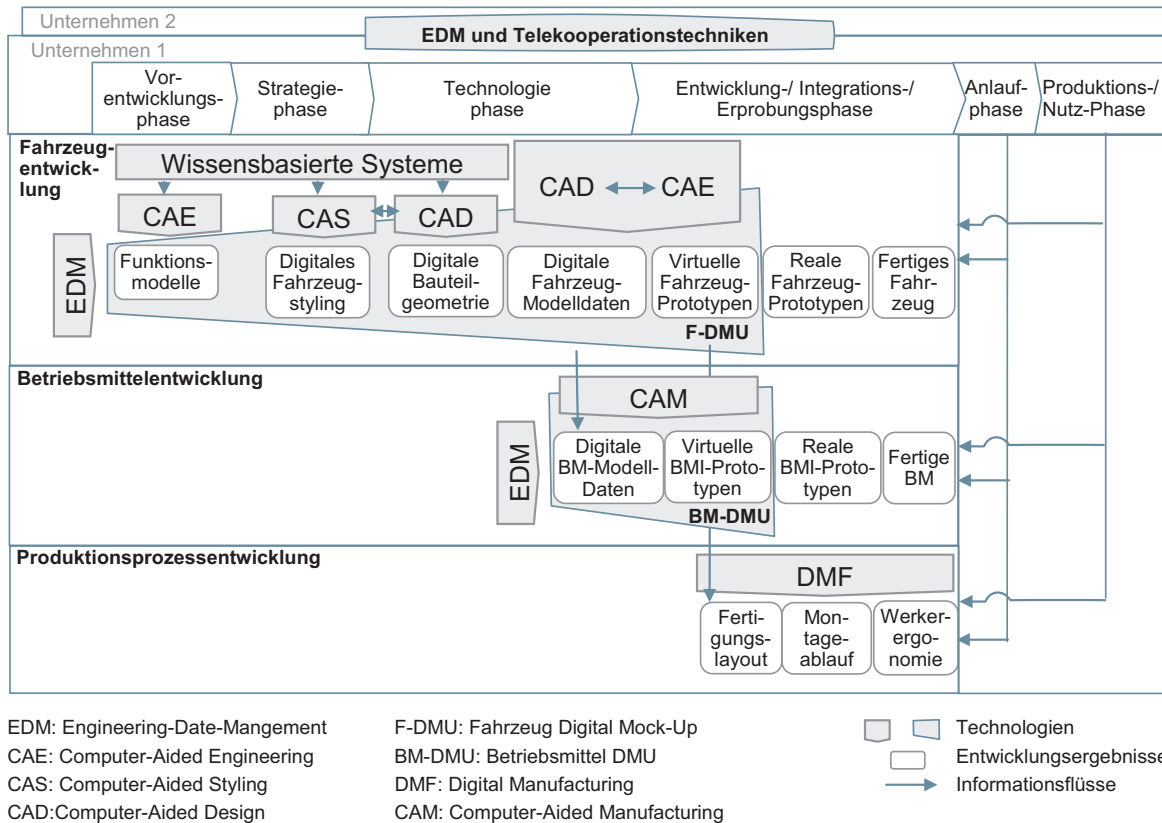 Unternehmen 2
EDM und Telekooperationstechniken
Unternehmen 1
Vor-
entwicklungs-
phase
Strategie-
phase
Technologie
phase
Entwicklung-/ Integrations-/
Erprobungsphase
Anlauf-
phase
Produktions-/
Nutz-Phase
Fahrzeug-
entwick-
lung
Wissensbasierte Systeme
CAE
CAS
CAD
CAD
CAE
EDM
Funktions-
modelle
Digitales
Fahrzeug-
styling
Digitale
Bauteil-
geometrie
Digitale
Fahrzeug-
Modelldaten
Virtuelle
Fahrzeug-
Prototypen
Reale
Fahrzeug-
Prototypen
Fertiges
Fahr-
zeug
F-DMU
Betriebsmittelentwicklung
CAM
EDM
Digitale
BM-Modell-
Daten
Virtuelle
BMI-Proto-
typen
Reale
BMI-Proto-
typen
Fertige
BM
BM-DMU
Produktionsprozessentwicklung
DMF
Ferti-
gungs-
layout
Mon-
tage-
ablauf
Werker-
ergo-
nomie
EDM: Engineering-Date-Mangement
CAE: Computer-Aided Engineering
CAS: Computer-Aided Styling
CAD:Computer-Aided Design
F-DMU: Fahrzeug Digital Mock-Up
BM-DMU: Betriebsmittel DMU
DMF: Digital Manufacturing
CAM: Computer-Aided Manufacturing
Technologien
Entwicklungsergebnisse
Informationsflüsse